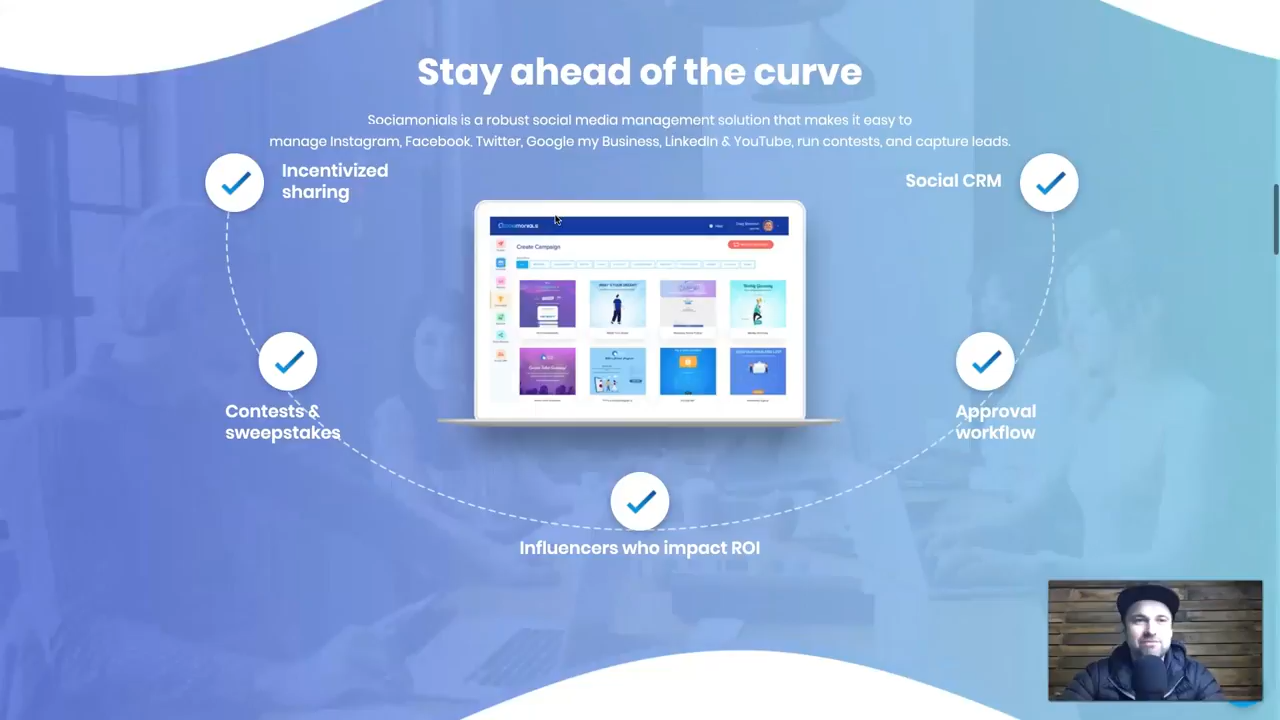 Stay ahead of the curve
Sociamonials is a robust social media management solution that makes it easy to
manage Instagram, Facebook, Twitter, Google my Business, LinkedIn & YouTube, run contests, and capture leads.
Incentivized
sharing
Social CRM
Create Campaign
Contests &
sweepstakes
Approval
workflow
Influencers who impact ROI